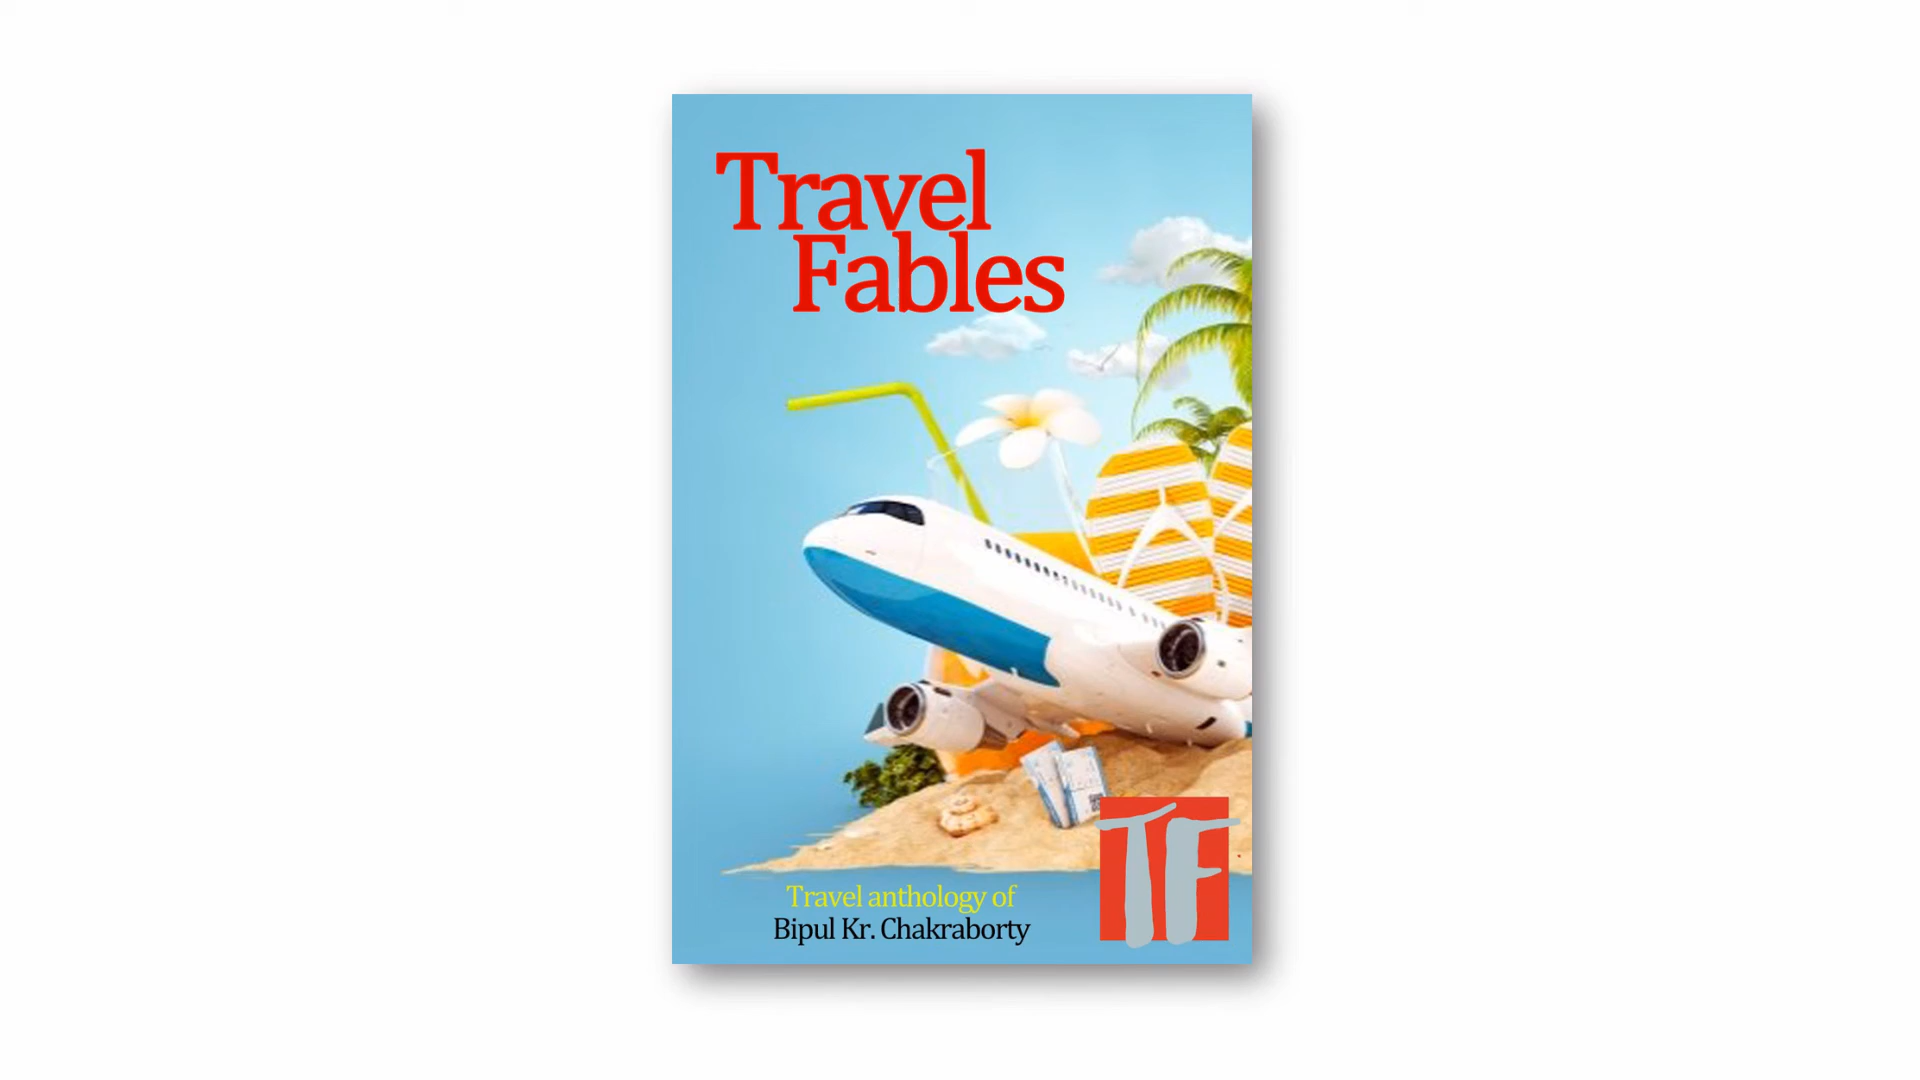 Travel
Fables
Travel anthology of
Bipul Kr. Chakraborty
TF